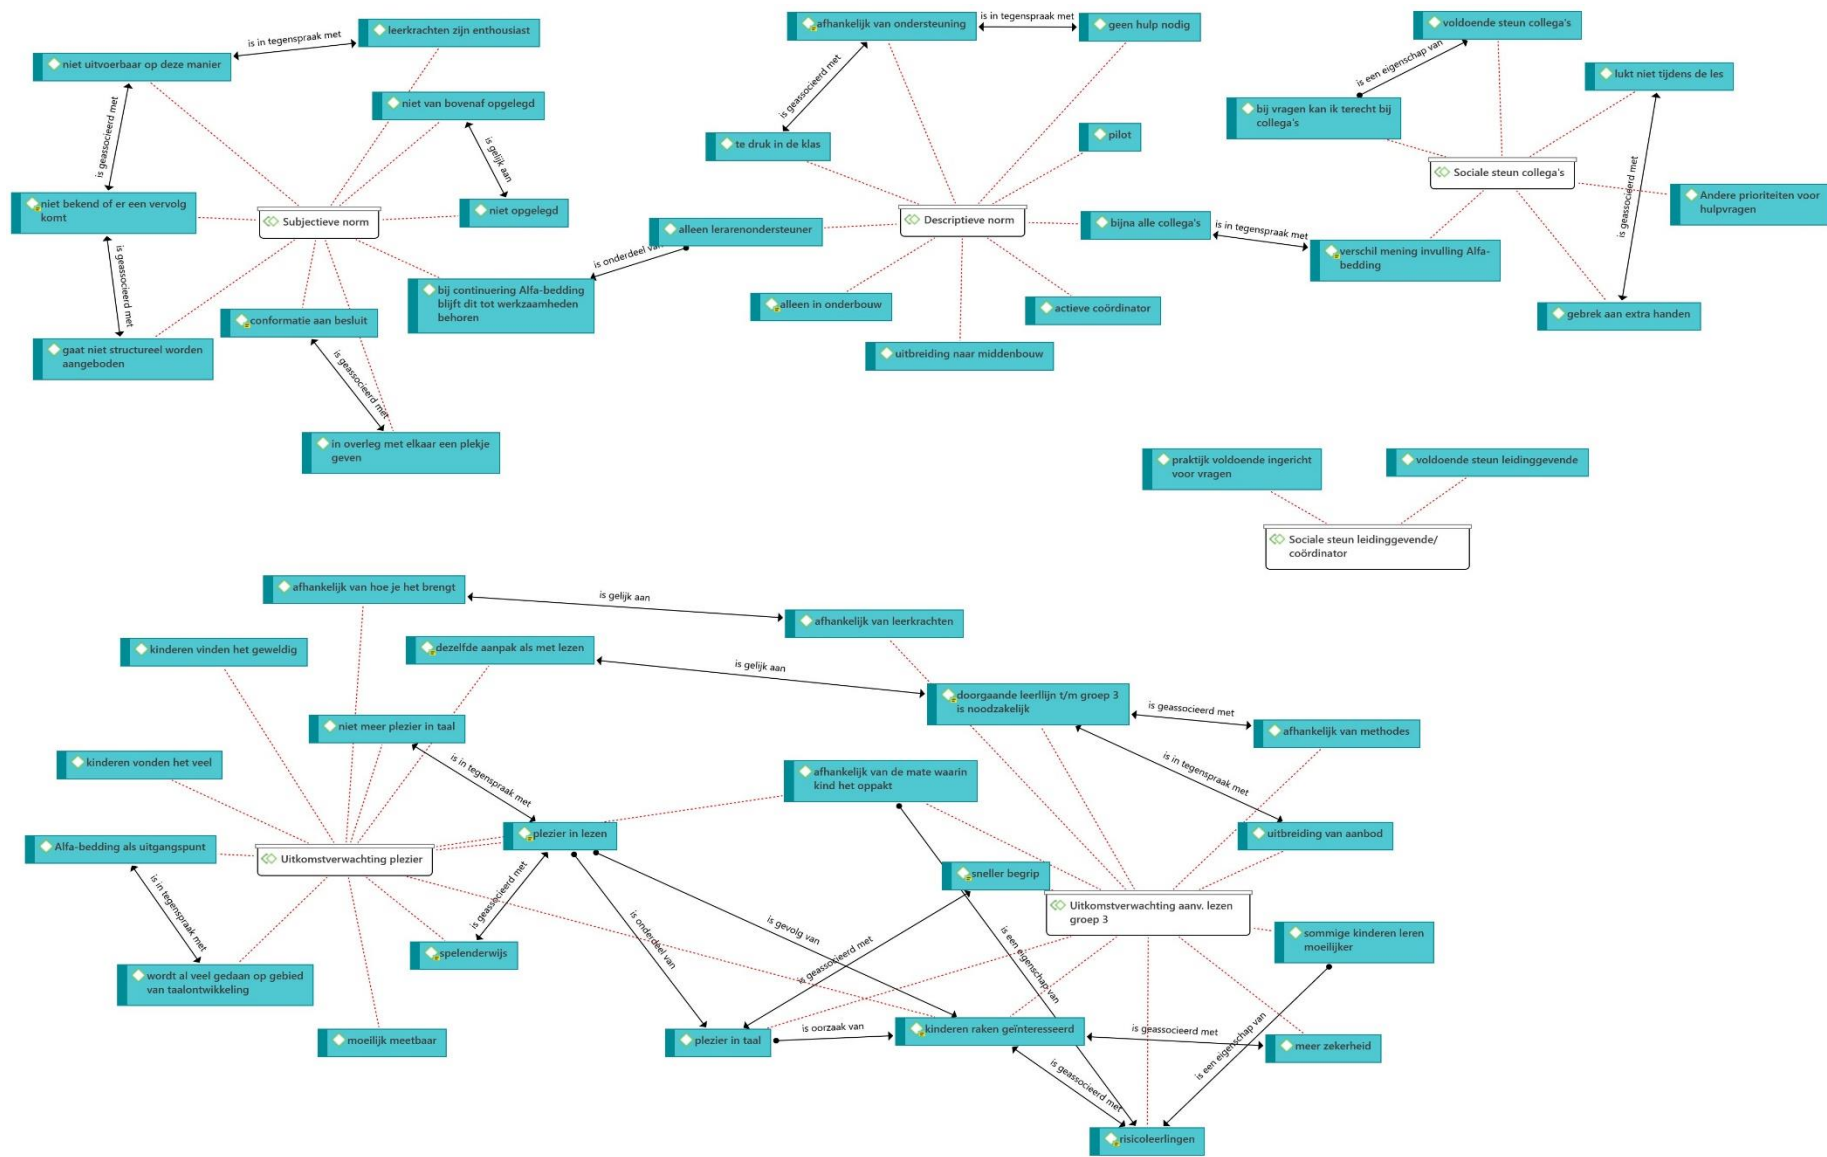 leerkrachten zijn enthousiast
is in tegenspraak met
niet uitvoerbaar op deze manier
niet van bovenaf opgelegd
is geassocieerd met
is gelijk aan
niet bekend of er een vervolg
komt
Subjectieve norm
niet opgelegd
is geassocieerd met
bij continuering Alfa-bedding
blijft dit tot werkzaamheden
behoren
conformatie aan besluit
gaat niet structureel worden
aangeboden
is geassocieerd met
in overleg met elkaar een plekje
geven
afhankelijk van ondersteuning
is in tegenspraak met
geen hulp nodig
is geassocieerd met
te druk in de klas
pilot
alleen lerarenondersteuner
Descriptieve norm
bijna alle collega's
is onderdeel van
is in tegenspraak met
alleen in onderbouw
actieve coördinator
uitbreiding naar middenbouw
voldoende steun collega's
is een eigenschap van
lukt niet tijdens de les
bij vragen kan ik terecht bij
collega's
Sociale steun collega's
is geassocieerd met
Andere prioriteiten voor
hulpvragen
verschil mening invulling Alfa-
bedding
gebrek aan extra handen
praktijk voldoende ingericht
voor vragen
voldoende steun leidinggevende
Sociale steun leidinggevende/
coördinator
afhankelijk van hoe je het brengt
is gelijk aan
afhankelijk van leerkrachten
kinderen vinden het geweldig
dezelfde aanpak als met lezen
is gelijk aan
doorgaande leerllijn t/m groep 3
is noodzakelijk
is geassocieerd met
niet meer plezier in taal
afhankelijk van methodes
kinderen vonden het veel
is in tegenspraak met
afhankelijk van de mate waarin
kind het oppakt
is in tegenspraak met
plezier in lezen
uitbreiding van aanbod
Alfa-bedding als uitgangspunt
Uitkomstverwachting plezier
sneller begrip
is in tegenspraak met
is geassocieerd met
Uitkomstverwachting aanv. lezen
groep 3
is onderdeel van
is gevolg van
is een eigenschap van
sommige kinderen leren
moeilijker
spelenderwijs
is geassocieerd met
wordt al veel gedaan op gebied
van taalontwikkeling
moeilijk meetbaar
plezier in taal
is oorzaak van
kinderen raken geïnteresseerd
is geassocieerd met
meer zekerheid
is een eigenschap van
is geassocieerd met
risicoleerlingen